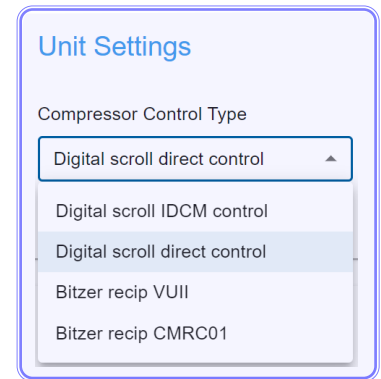 Unit Settings
Compressor Control Type
Digital scroll direct control
Digital scroll IDCM control
Digital scroll direct control
Bitzer recip VUII
Bitzer recip CMRC01